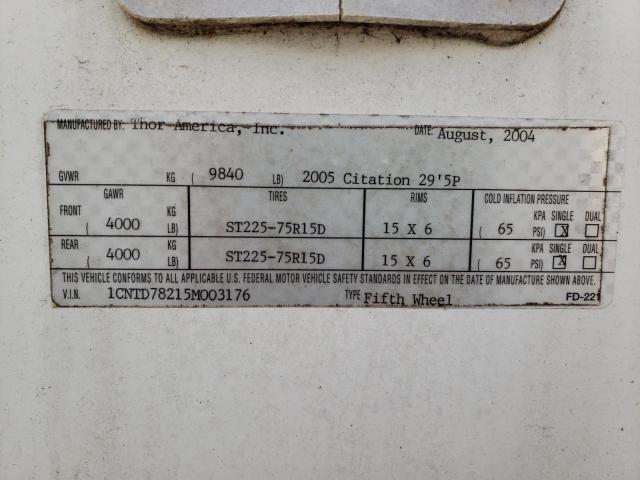 MANUFACTURED BY: Thor America, Inc. DATE: August, 2004
GVWR KG ( 9840 LB) 2005 Citation 29'5P
GAWR TIRES RIMS COLD INFLATION PRESSURE
FRONT KG KPA SINGLE DUAL
( 4000 LB) ST225-75R15D 15 X 6 ( 65 PSI) X
REAR KG KPA SINGLE DUAL
( 4000 LB) ST225-75R15D 15 X 6 ( 65 PSI) X
THIS VEHICLE CONFORMS TO ALL APPLICABLE U.S. FEDERAL MOTOR VEHICLE SAFETY STANDARDS IN EFFECT ON THE DATE OF MANUFACTURE SHOWN ABOVE.
V.I.N. 1CNTD78215M003176 TYPE Fifth Wheel FD-221